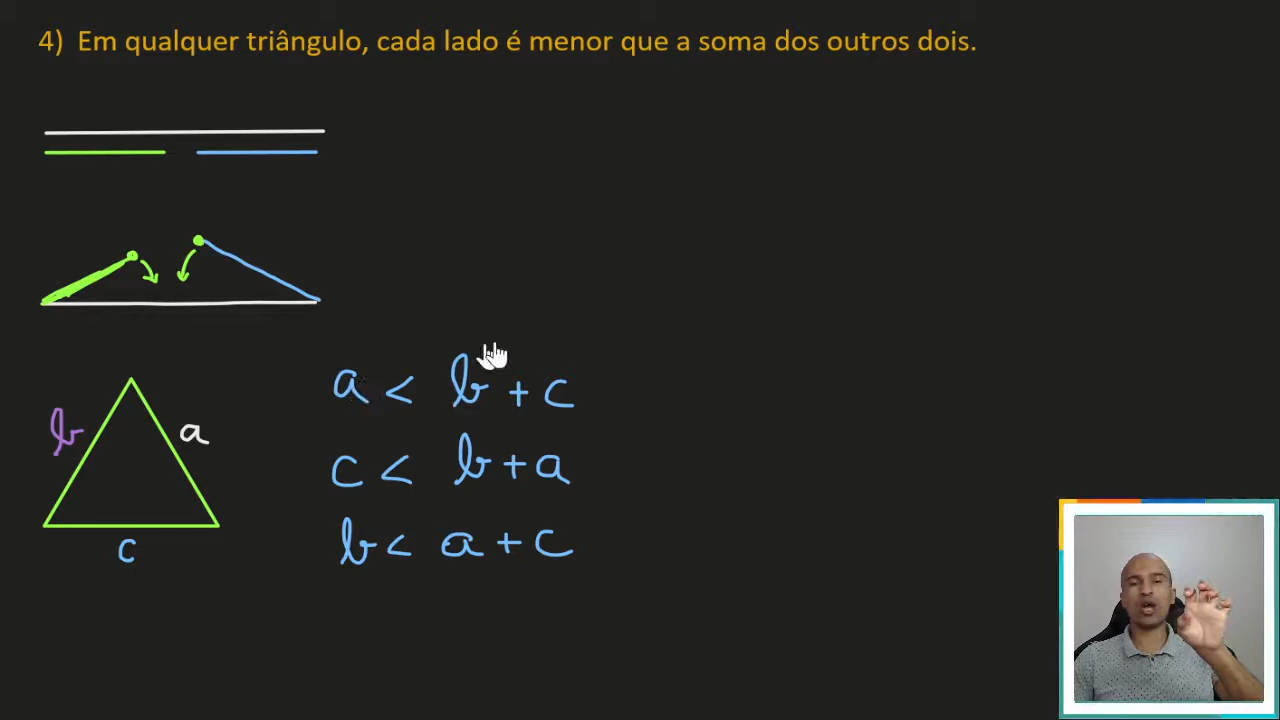 4) Em qualquer triângulo, cada lado é menor que a soma dos outros dois.
a < b + c
b a
c < b + a
b < a + c
c